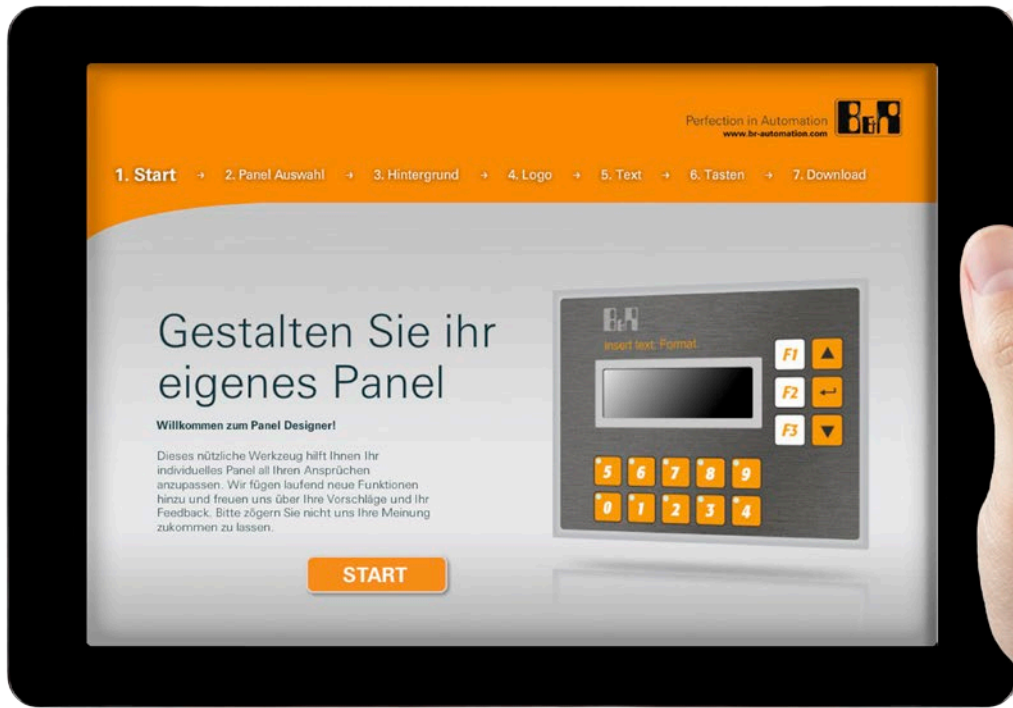 Perfection in Automation
www.br-automation.com
B&R
1. Start → 2. Panel Auswahl → 3. Hintergrund → 4. Logo → 5. Text → 6. Tasten → 7. Download
Gestalten Sie ihr
eigenes Panel
Willkommen zum Panel Designer!
Dieses nützliche Werkzeug hilft Ihnen Ihr
individuelles Panel all Ihren Ansprüchen
anzupassen. Wir fügen laufend neue Funktionen
hinzu und freuen uns über Ihre Vorschläge und Ihr
Feedback. Bitte zögern Sie nicht uns Ihre Meinung
zukommen zu lassen.
START
B&R
Insert text. Format.
F1
F2
F3
5 6 7 8 9
0 1 2 3 4